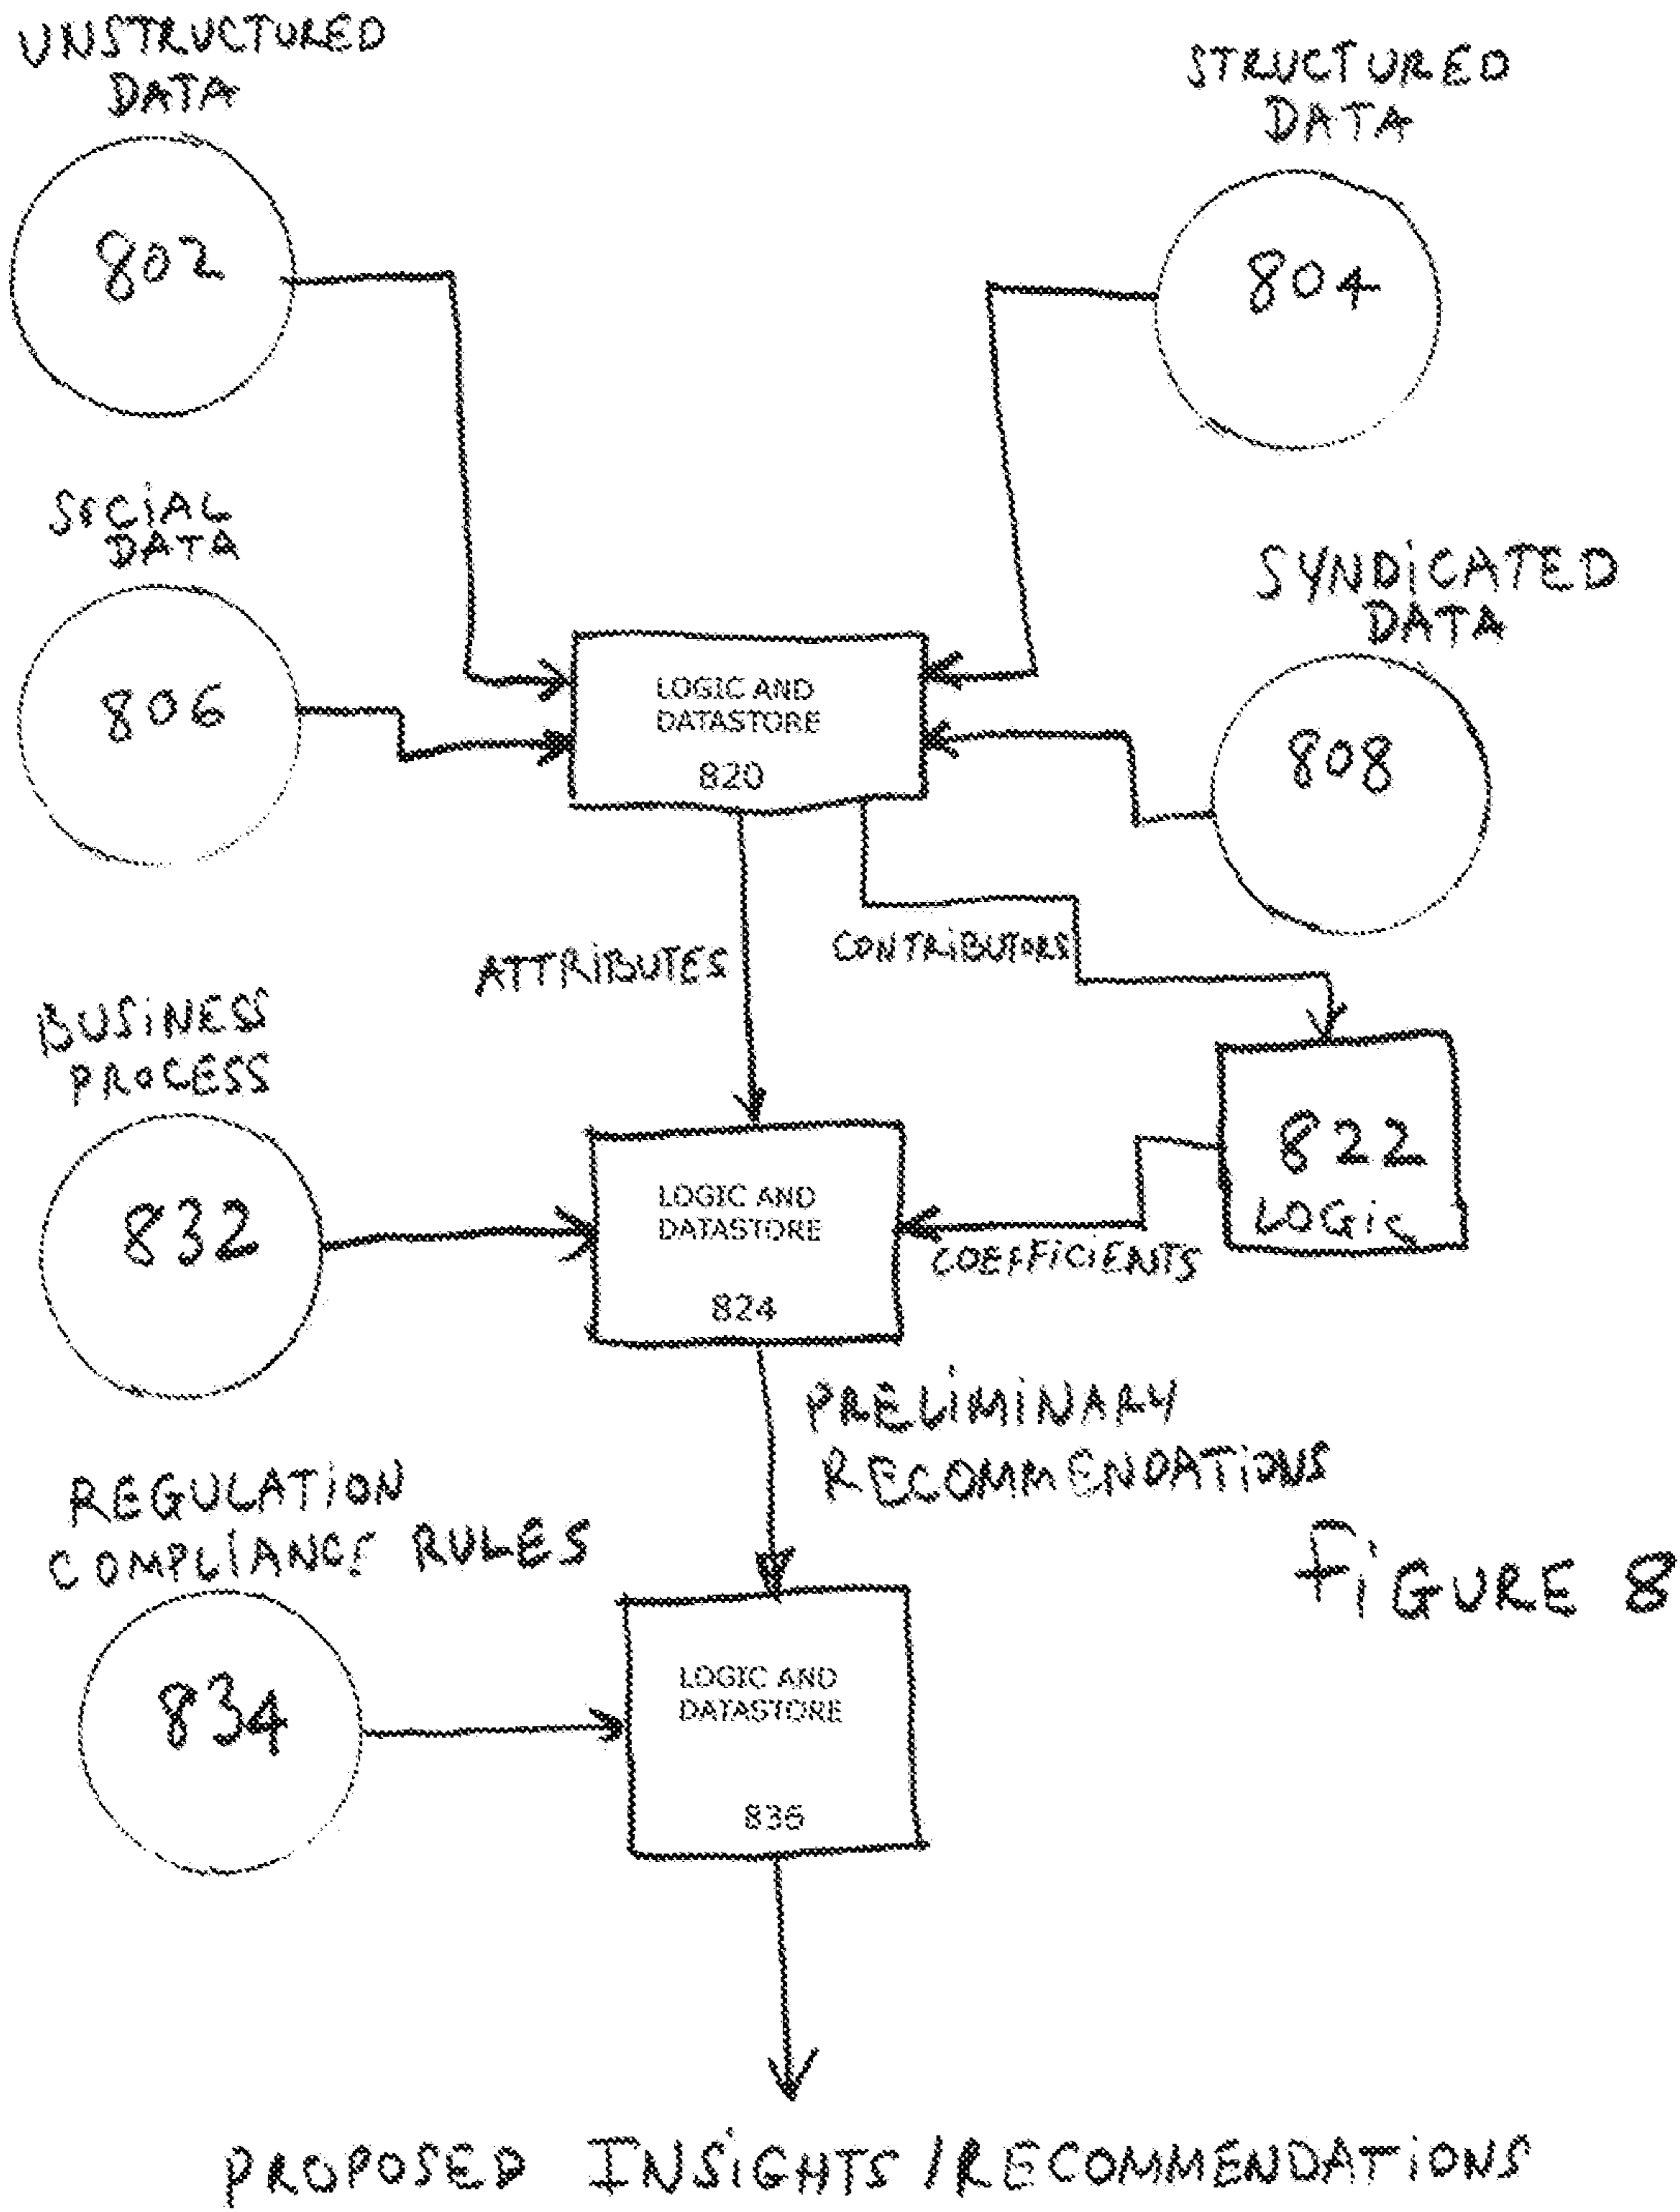 UNSTRUCTURED
DATA
STRUCTURED
DATA
802
804
SOCIAL
DATA
SYNDICATED
DATA
806
808
LOGIC AND
DATASTORE
820
ATTRIBUTES
CONTRIBUTORS
BUSINESS
PROCESS
832
LOGIC AND
DATASTORE
824
822
LOGIC
COEFFICIENTS
PRELIMINARY
RECOMMENDATIONS
REGULATION
COMPLIANCE RULES
FIGURE 8
834
LOGIC AND
DATASTORE
836
PROPOSED INSIGHTS/RECOMMENDATIONS